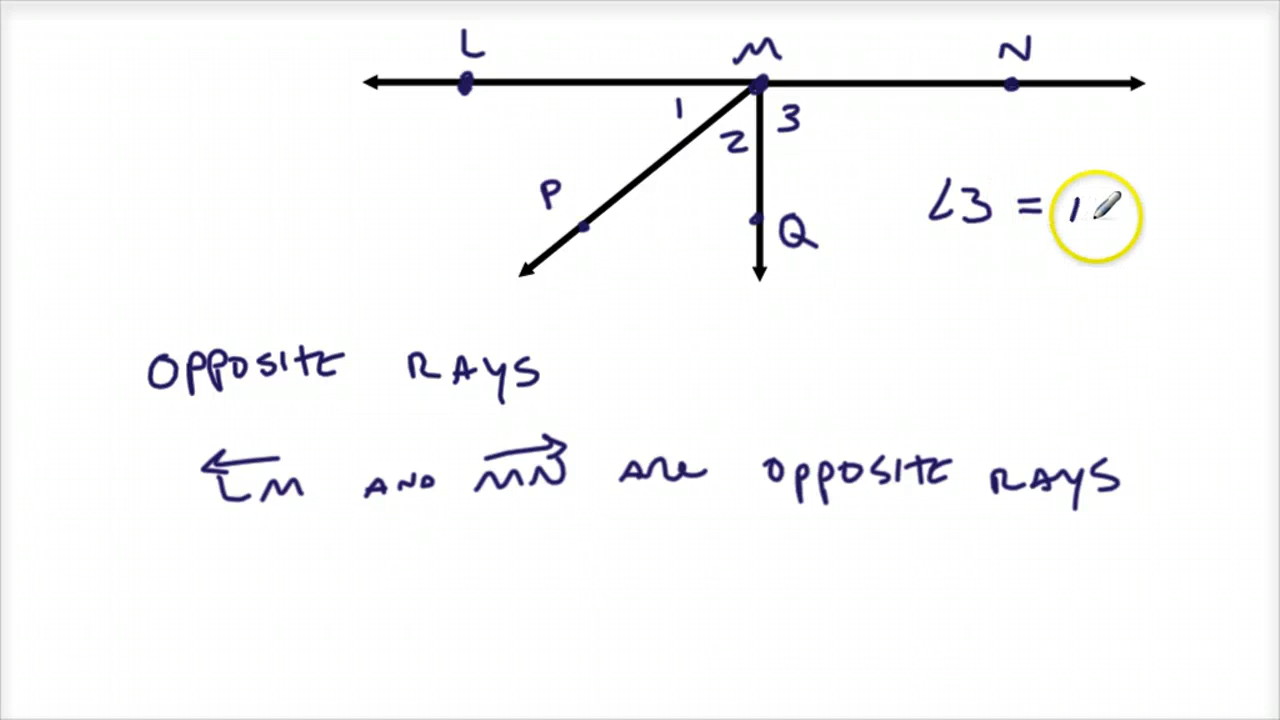 L M N
1 2 3
P
Q
∠3 = 1
OPPOSITE RAYS
LM AND MN ARE OPPOSITE RAYS